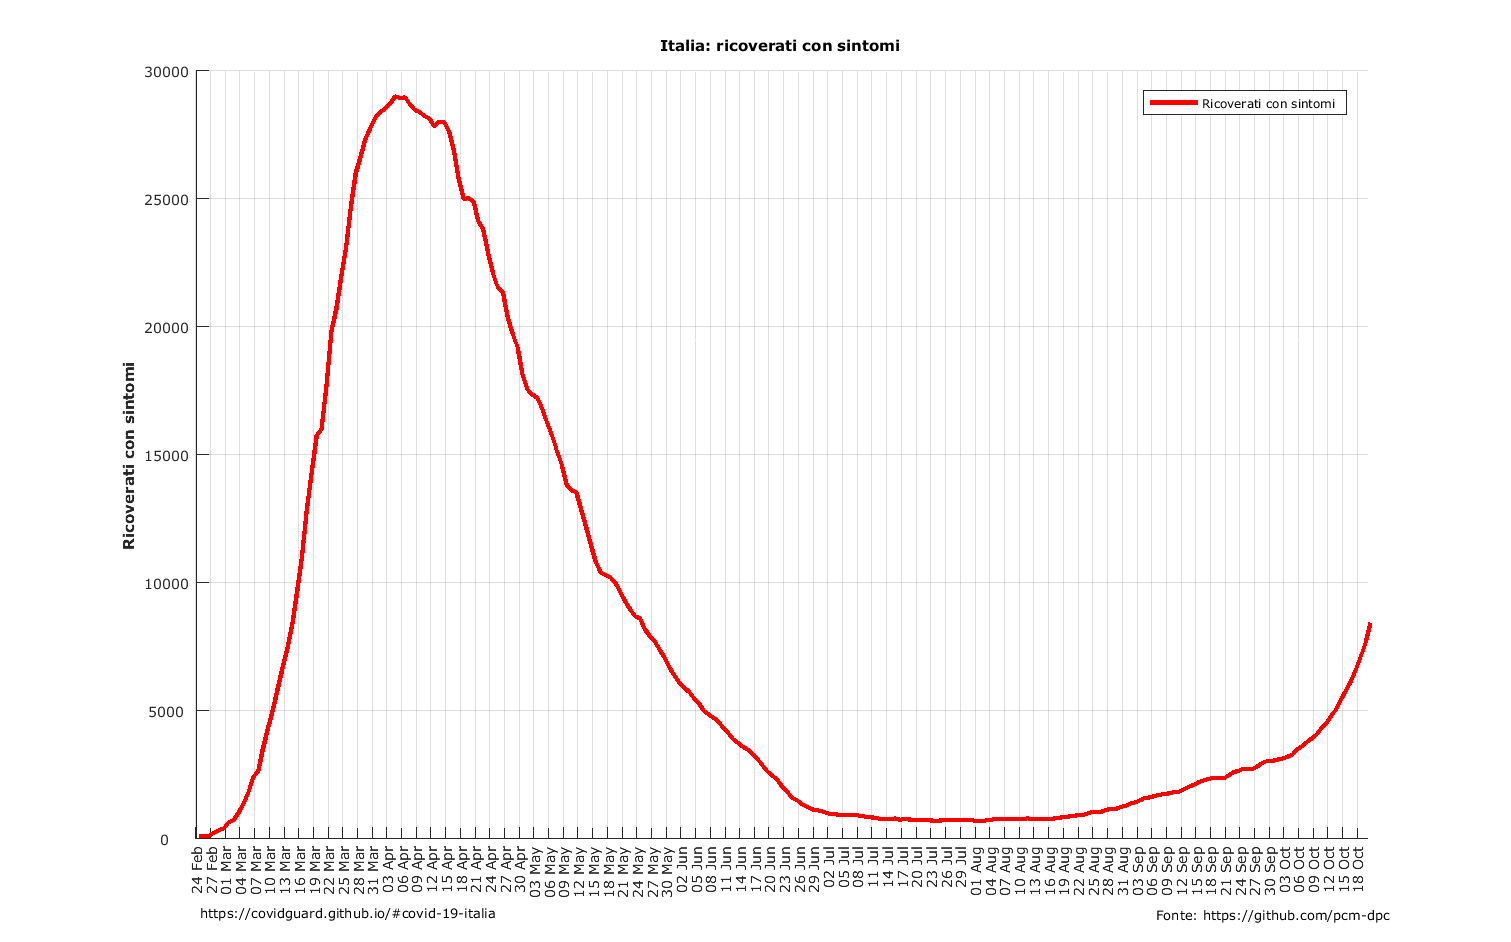 Italia: ricoverati con sintomi
Ricoverati con sintomi
Ricoverati con sintomi
30000
25000
20000
15000
10000
5000
0
24 Feb
27 Feb
01 Mar
04 Mar
07 Mar
10 Mar
13 Mar
16 Mar
19 Mar
22 Mar
25 Mar
28 Mar
31 Mar
03 Apr
06 Apr
09 Apr
12 Apr
15 Apr
18 Apr
21 Apr
24 Apr
27 Apr
30 Apr
03 May
06 May
09 May
12 May
15 May
18 May
21 May
24 May
27 May
30 May
02 Jun
05 Jun
08 Jun
11 Jun
14 Jun
17 Jun
20 Jun
23 Jun
26 Jun
29 Jun
02 Jul
05 Jul
08 Jul
11 Jul
14 Jul
17 Jul
20 Jul
23 Jul
26 Jul
29 Jul
01 Aug
04 Aug
07 Aug
10 Aug
13 Aug
16 Aug
19 Aug
22 Aug
25 Aug
28 Aug
31 Aug
03 Sep
06 Sep
09 Sep
12 Sep
15 Sep
18 Sep
21 Sep
24 Sep
27 Sep
30 Sep
03 Oct
06 Oct
09 Oct
12 Oct
15 Oct
18 Oct
https://covidguard.github.io/#covid-19-italia
Fonte: https://github.com/pcm-dpc